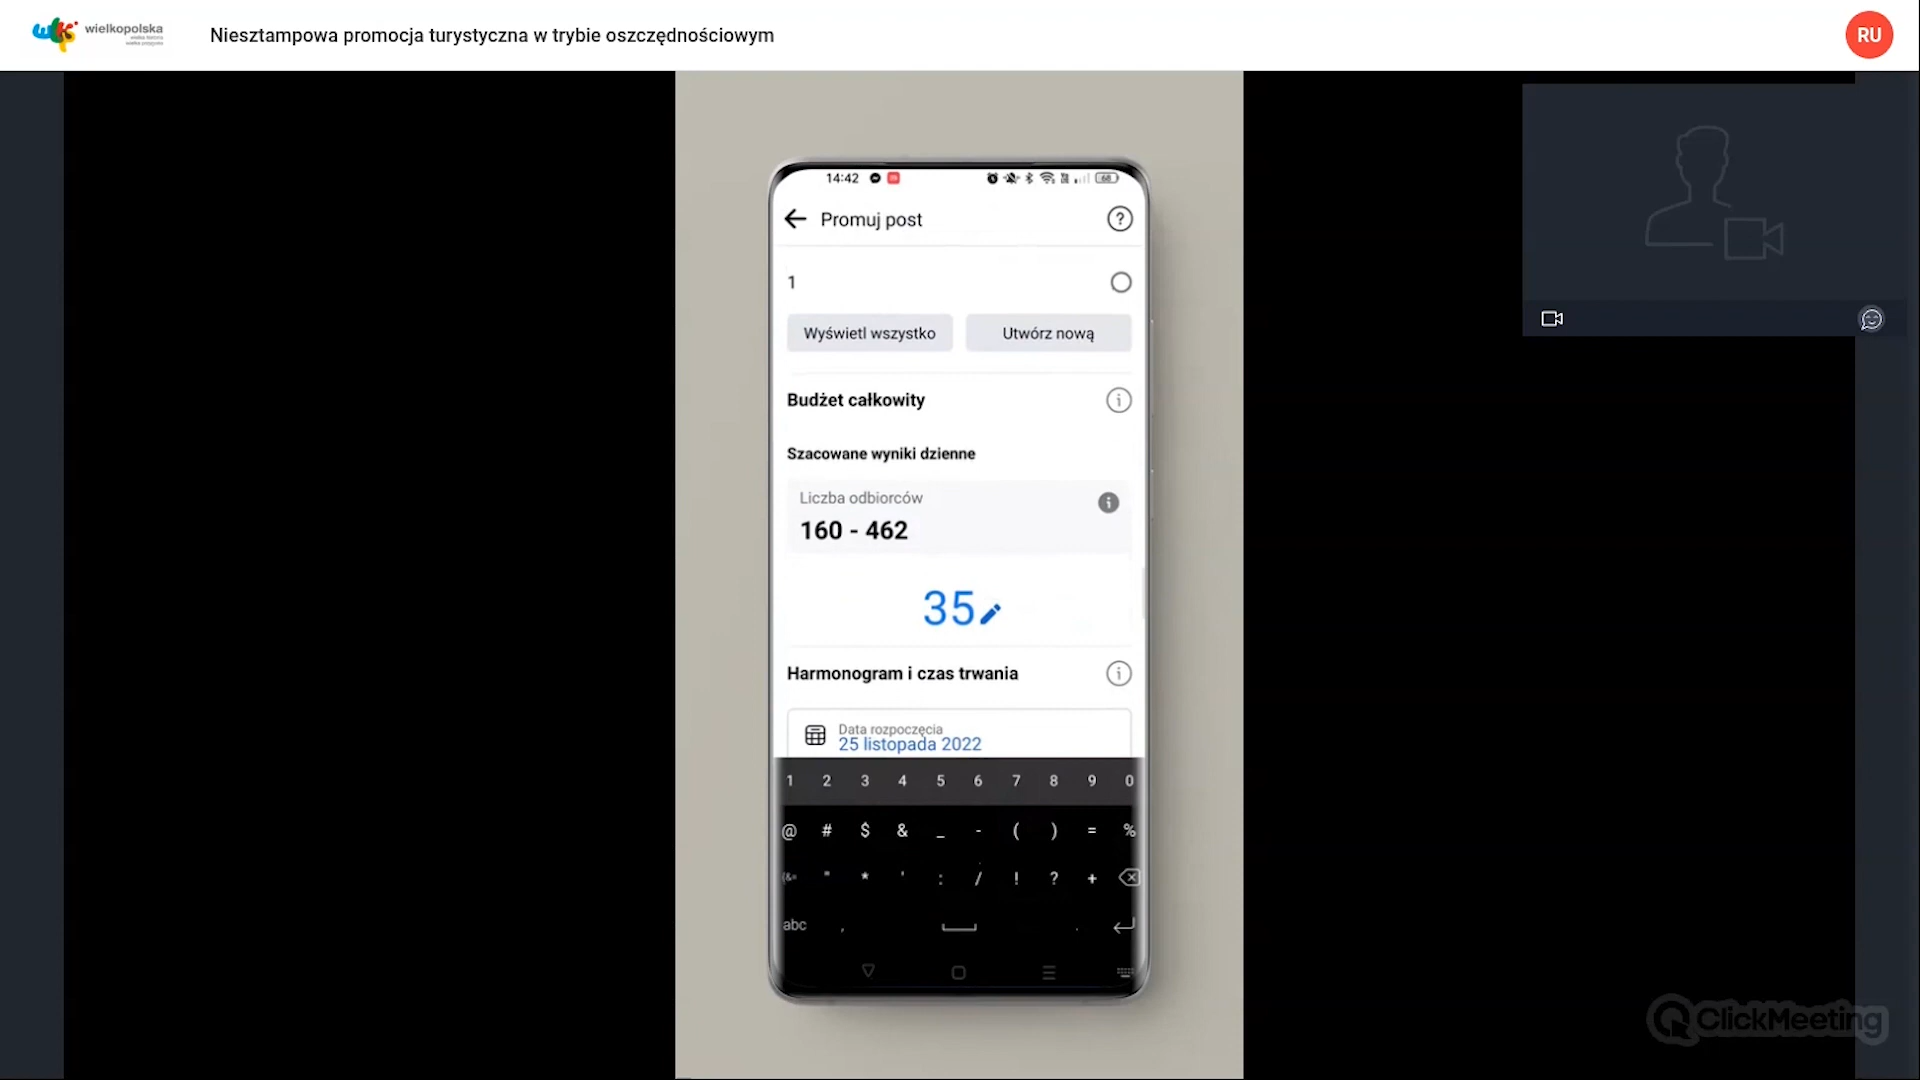 wielkopolska
Niesztampowa promocja turystyczna w trybie oszczędnościowym
RU
14:42
68
Promuj post
?
1
Wyświetl wszystko
Utwórz nową
Budżet całkowity
Szacowane wyniki dzienne
Liczba odbiorców
160 - 462
35
Harmonogram i czas trwania
Data rozpoczęcia
25 listopada 2022
1 2 3 4 5 6 7 8 9 0
@ # $ & _ - ( ) = %
" * ' : / ! ? +
abc , .
ClickMeeting